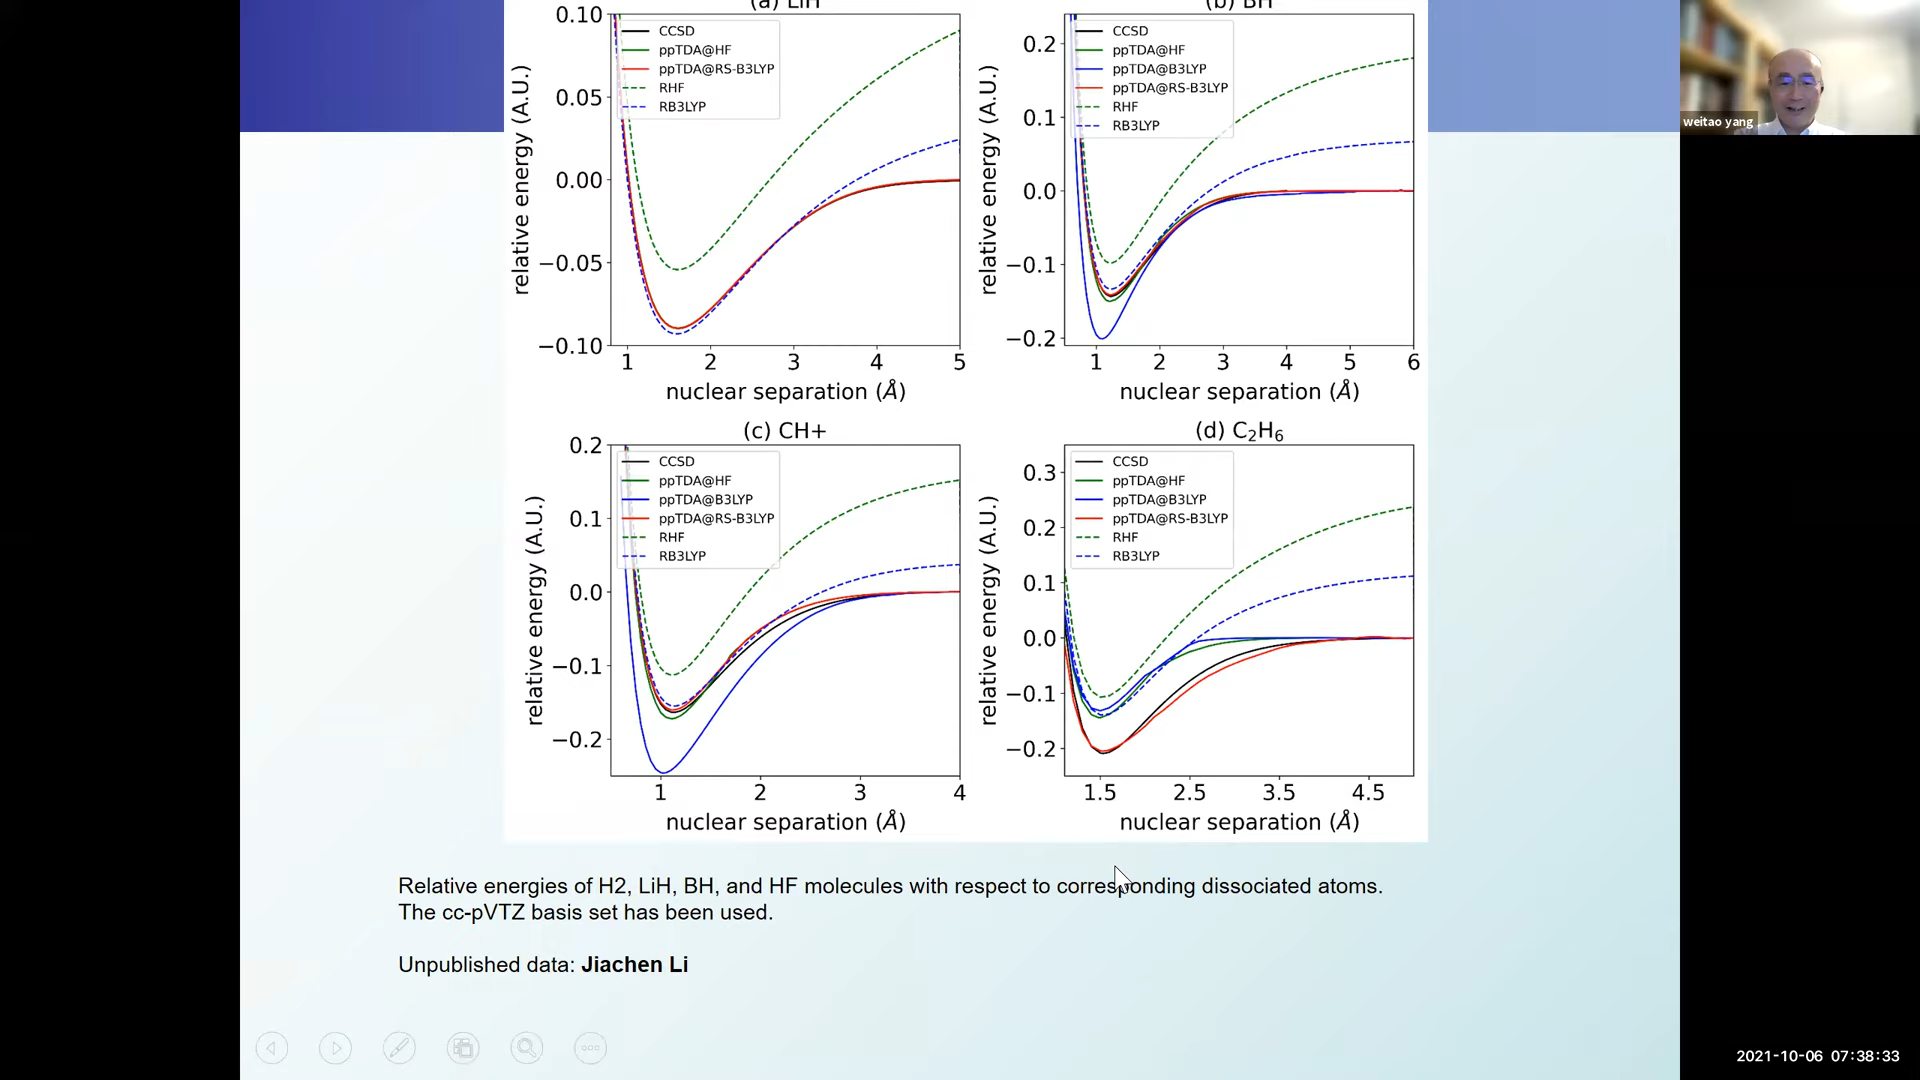 (a) LiH
0.10
0.05
0.00
−0.05
−0.10
relative energy (A.U.)
CCSD
ppTDA@HF
ppTDA@RS-B3LYP
RHF
RB3LYP
1 2 3 4 5
nuclear separation (Å)
(b) BH
0.2
0.1
0.0
−0.1
−0.2
relative energy (A.U.)
CCSD
ppTDA@HF
ppTDA@B3LYP
ppTDA@RS-B3LYP
RHF
RB3LYP
1 2 3 4 5 6
nuclear separation (Å)
weitao yang
(c) CH+
0.2
0.1
0.0
−0.1
−0.2
relative energy (A.U.)
CCSD
ppTDA@HF
ppTDA@B3LYP
ppTDA@RS-B3LYP
RHF
RB3LYP
1 2 3 4
nuclear separation (Å)
(d) C₂H₆
0.3
0.2
0.1
0.0
−0.1
−0.2
relative energy (A.U.)
CCSD
ppTDA@HF
ppTDA@B3LYP
ppTDA@RS-B3LYP
RHF
RB3LYP
1.5 2.5 3.5 4.5
nuclear separation (Å)
Relative energies of H2, LiH, BH, and HF molecules with respect to corresponding dissociated atoms.
The cc-pVTZ basis set has been used.
Unpublished data: Jiachen Li
2021-10-06 07:38:33